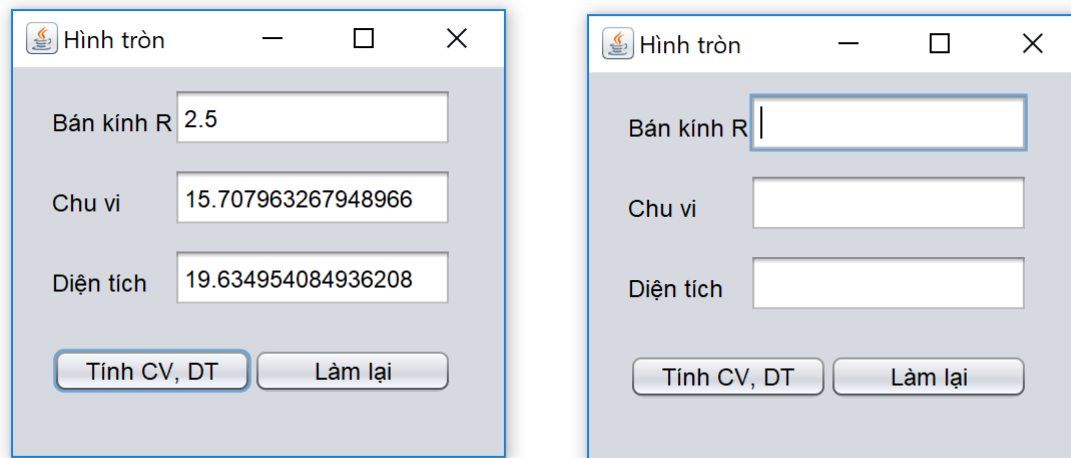 Hình tròn
Bán kính R 2.5
Chu vi 15.707963267948966
Diện tích 19.634954084936208
Tính CV, DT Làm lại
Hình tròn
Bán kính R
Chu vi
Diện tích
Tính CV, DT Làm lại